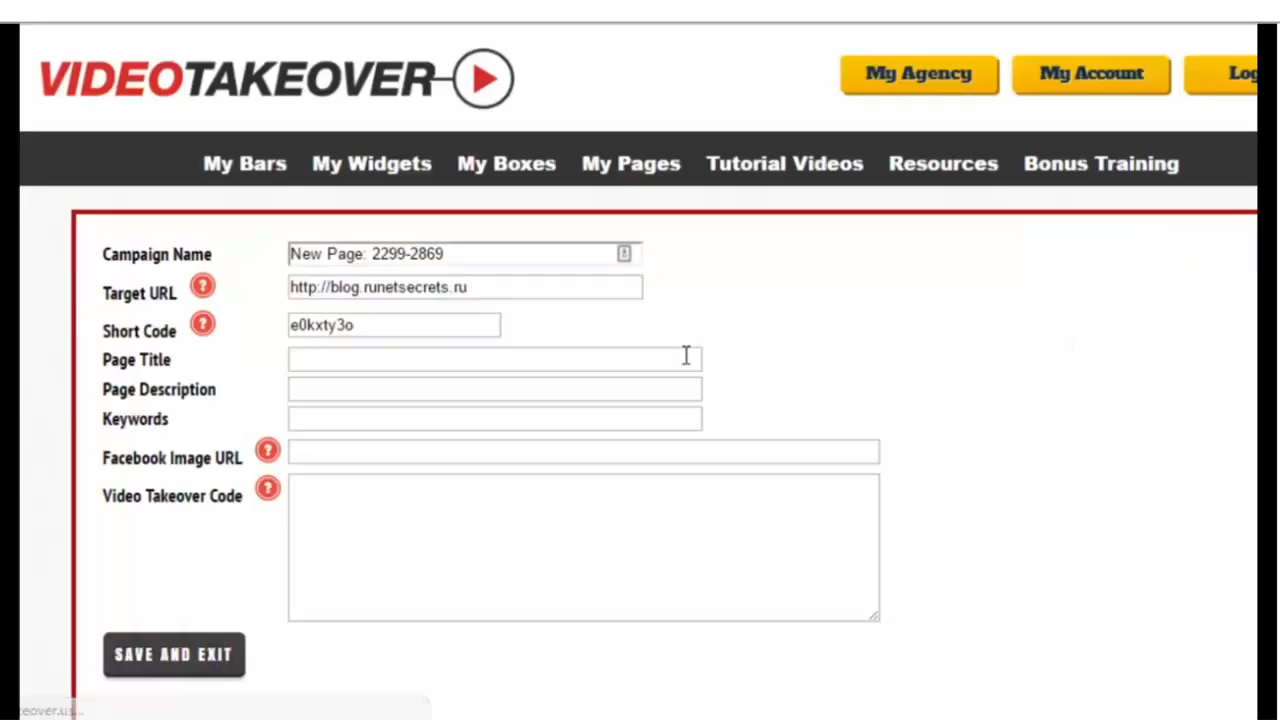 VIDEOTAKEOVER
My Agency My Account Log
My Bars My Widgets My Boxes My Pages Tutorial Videos Resources Bonus Training
Campaign Name New Page: 2299-2869
Target URL ? http://blog.runetsecrets.ru
Short Code ? e0kxty3o
Page Title
Page Description
Keywords
Facebook Image URL ?
Video Takeover Code ?
SAVE AND EXIT